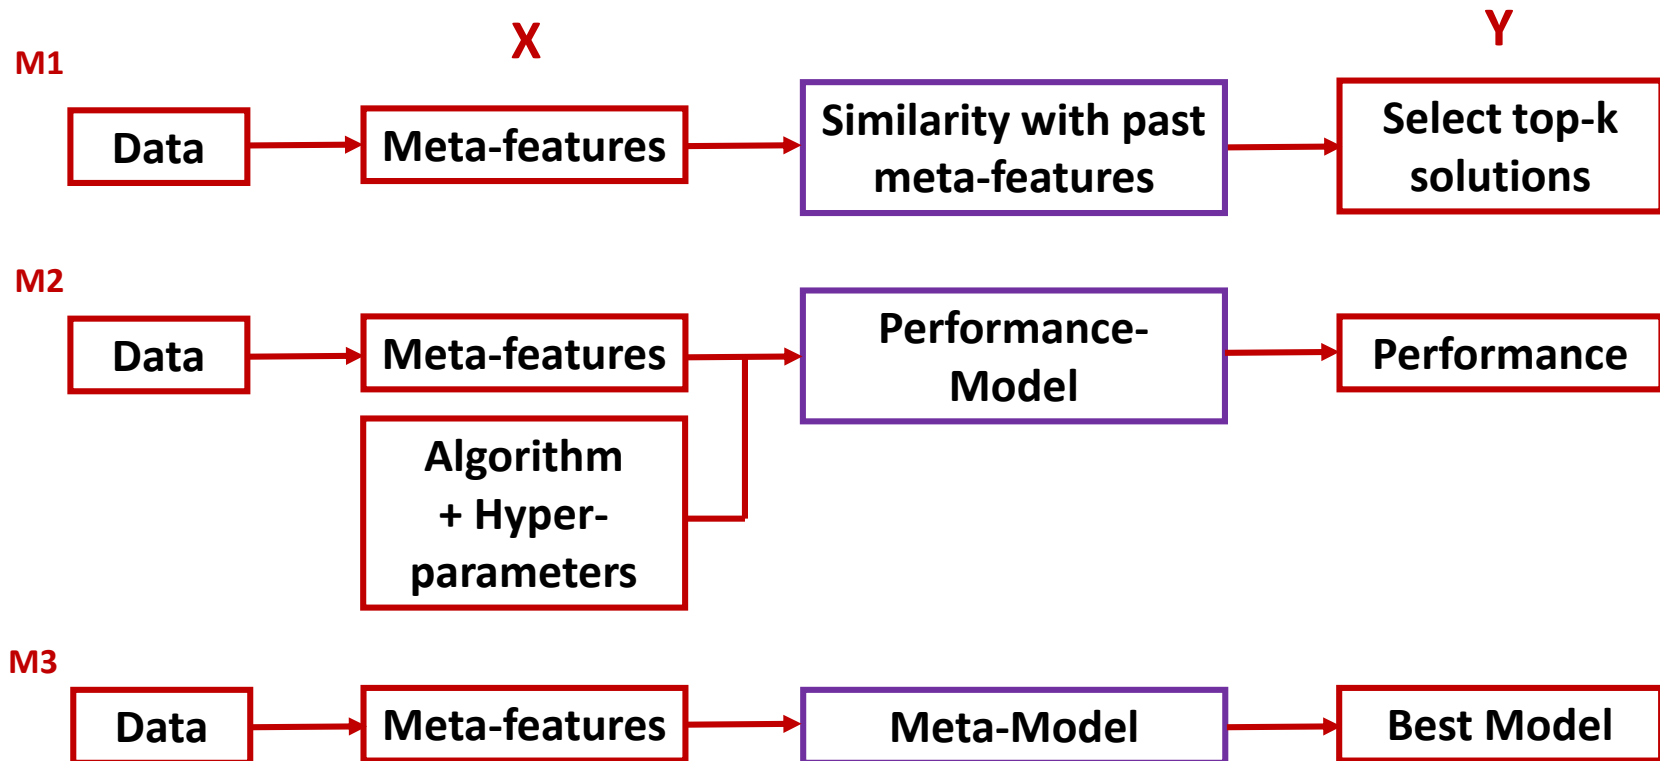 X
Y
M1
Data
Meta-features
Similarity with past
meta-features
Select top-k
solutions
M2
Data
Meta-features
Performance-
Model
Performance
Algorithm
+ Hyper-
parameters
M3
Data
Meta-features
Meta-Model
Best Model